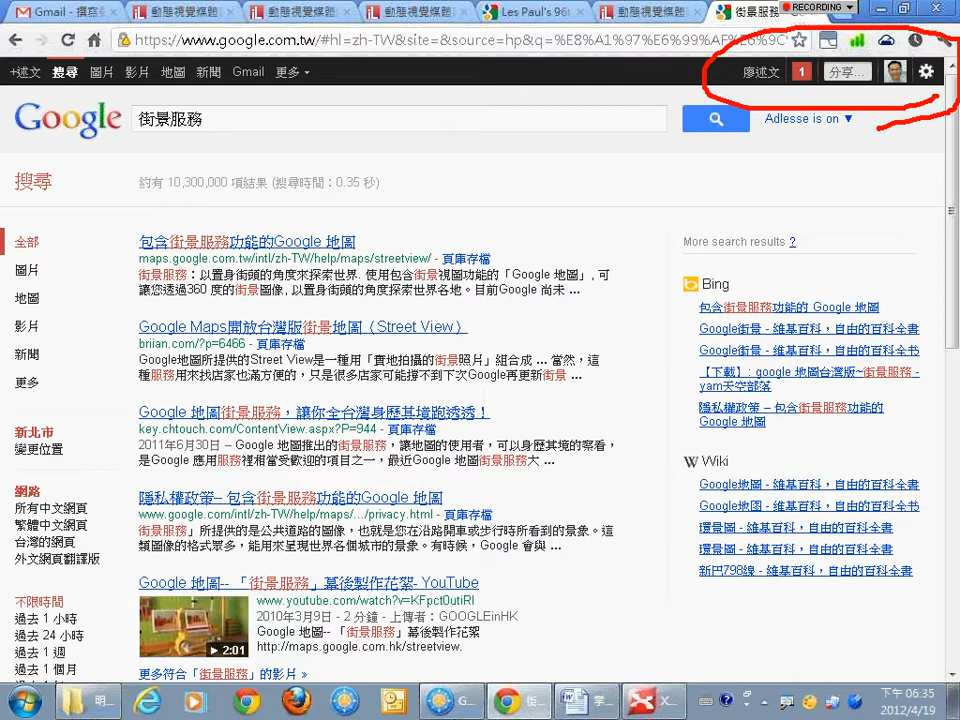 Gmail - 撰寫
動態視覺媒體
動態視覺媒體
動態視覺媒體
Les Paul's 96t
動態視覺媒體
街景服務
RECORDING
https://www.google.com.tw/#hl=zh-TW&site=&source=hp&q=%E8%A1%97%E6%99%AF%E6%9C%
+述文 搜尋 圖片 影片 地圖 新聞 Gmail 更多
廖述文 1 分享...
Google 街景服務
Adlesse is on ▼
搜尋
約有 10,300,000 項結果 (搜尋時間:0.35 秒)
全部
圖片
地圖
影片
新聞
更多
新北市
變更位置
網路
所有中文網頁
繁體中文網頁
台灣的網頁
外文網頁翻譯版
不限時間
過去 1 小時
過去 24 小時
過去 1 週
過去 1 個月
包含街景服務功能的Google 地圖
maps.google.com.tw/intl/zh-TW/help/maps/streetview/ - 頁庫存檔
街景服務:以置身街頭的角度來探索世界. 使用包含街景視圖功能的「Google 地圖」, 可
讓您透過360 度的街景圖像, 以置身街頭的角度探索世界各地。目前Google 尚未 ...
Google Maps開放台灣版街景地圖〈Street View〉
briian.com/?p=6466 - 頁庫存檔
Google地圖所提供的Street View是一種用「實地拍攝的街景照片」組合成 ... 當然,這
種服務用來找店家也滿方便的,只是很多店家可能撐不到下次Google再更新街景 ...
Google 地圖街景服務,讓你全台灣身歷其境跑透透!
key.chtouch.com/ContentView.aspx?P=944 - 頁庫存檔
2011年6月30日 – Google 地圖推出的街景服務,讓地圖的使用者,可以身歷其境的察看,
是Google 應用服務裡相當受歡迎的項目之一,最近Google 地圖街景服務大 ...
隱私權政策– 包含街景服務功能的Google 地圖
www.google.com/intl/zh-TW/help/maps/.../privacy.html - 頁庫存檔
街景服務」所提供的是公共道路的圖像,也就是您在沿路開車或步行時所看到的景象。這
類圖像的格式眾多,能用來呈現世界各個城市的景象。有時候,Google 會與 ...
Google 地圖-- 「街景服務」幕後製作花絮- YouTube
www.youtube.com/watch?v=KFpct0utiRI
2010年3月9日 - 2 分鐘 - 上傳者:GOOGLEinHK
Google 地圖-- 「街景服務」幕後製作花絮
http://maps.google.com.hk/streetview.
2:01
更多符合「街景服務」的影片 »
More search results ?
Bing
包含街景服務功能的 Google 地圖
Google街景 - 維基百科,自由的百科全書
Google街景 - 维基百科,自由的百科全书
【下載】: google 地圖台灣版~街景服務 -
yam天空部落
隱私權政策 – 包含街景服務功能的
Google 地圖
W Wiki
Google地圖 - 維基百科,自由的百科全書
Google地图 - 维基百科,自由的百科全书
環景圖 - 維基百科,自由的百科全書
環景圖 - 維基百科,自由的百科全書
新巴798線 - 維基百科,自由的百科全書
明...
G...
街...
掌...
X...
下午 06:35
2012/4/19